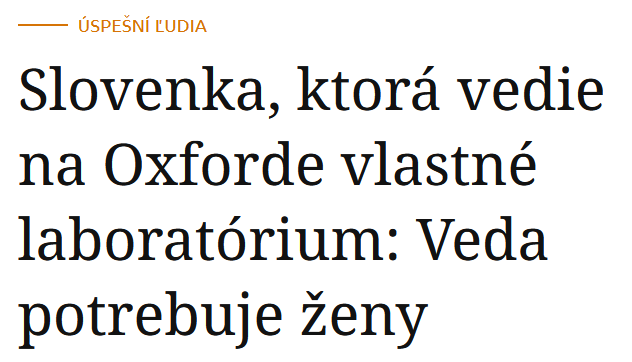 ÚSPEŠNÍ ĽUDIA
Slovenka, ktorá vedie
na Oxforde vlastné
laboratórium: Veda
potrebuje ženy